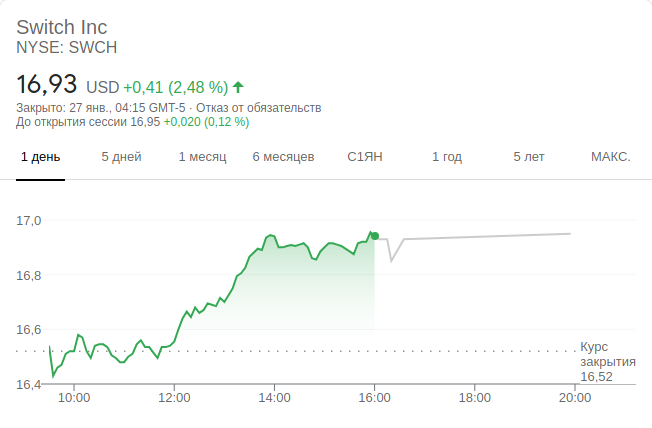 Switch Inc
NYSE: SWCH
16,93 USD +0,41 (2,48 %)
Закрыто: 27 янв., 04:15 GMT-5 · Отказ от обязательств
До открытия сессии 16,95 +0,020 (0,12 %)
1 день 5 дней 1 месяц 6 месяцев С1ЯН 1 год 5 лет МАКС.
17,0
16,8
16,6
Курс
закрытия
16,52
16,4
10:00 12:00 14:00 16:00 18:00 20:00